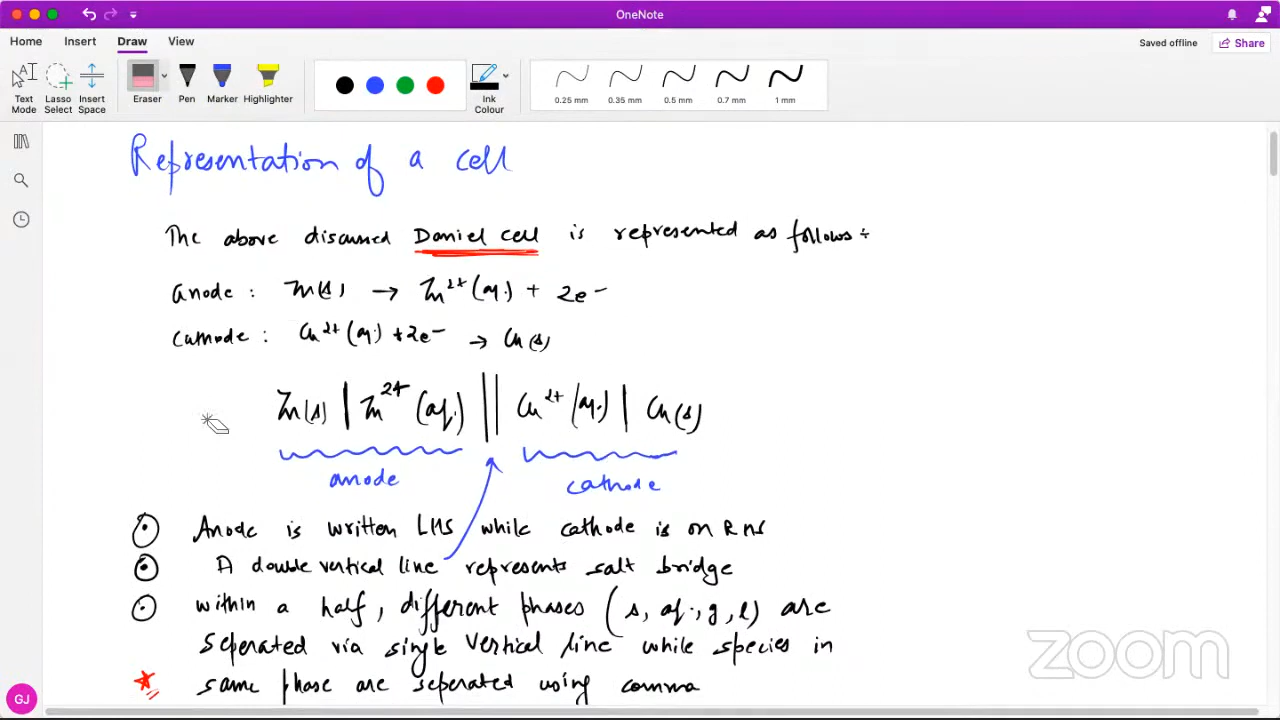 OneNote
Home Insert Draw View
Saved offline
Share
Text Mode
Lasso Select
Insert Space
Eraser
Pen
Marker
Highlighter
Ink Colour
0.25 mm
0.35 mm
0.5 mm
0.7 mm
1 mm
Representation of a cell
The above discussed Daniel cell is represented as follows :
anode : Zn(s) → Zn²⁺(aq.) + 2e⁻
Cathode : Cu²⁺(aq.) + 2e⁻ → Cu(s)
Zn(s) | Zn²⁺(aq.) || Cu²⁺(aq.) | Cu(s)
anode cathode
Anode is written LHS while cathode is on RHS
A double vertical line represents salt bridge
within a half, different phases (s, aq., g, l) are
seperated via single vertical line while species in
same phase are seperated using comma
GJ
zoom